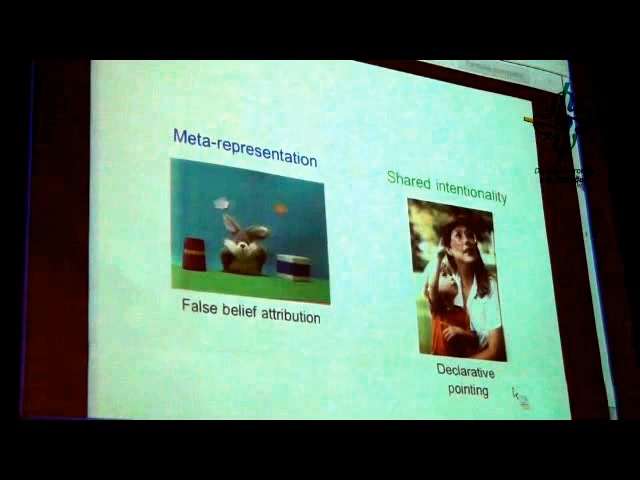 Meta-representation
Shared intentionality
False belief attribution
Declarative
pointing